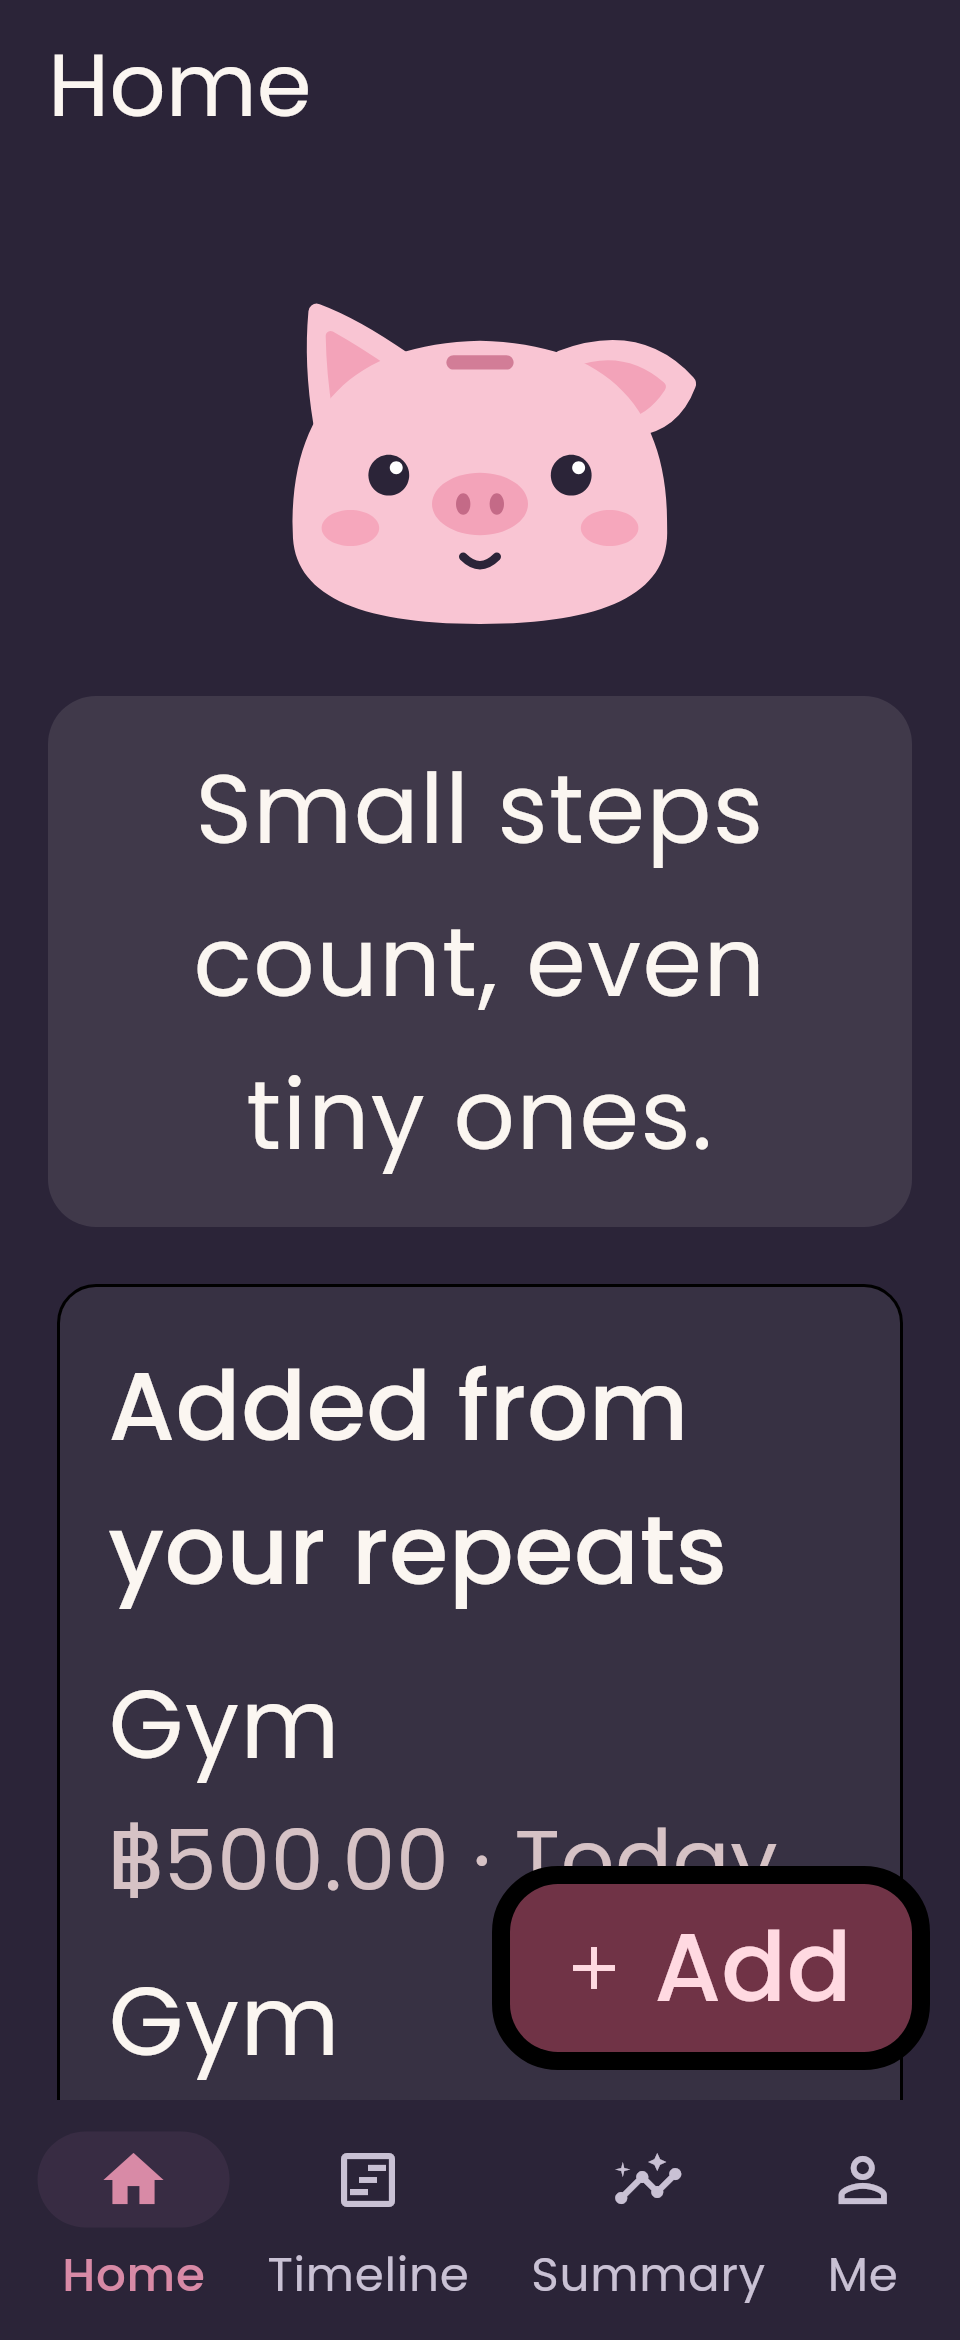 Home
Small steps
count, even
tiny ones.
Added from
your repeats
Gym
฿500.00 · Today
Gym
+ Add
Home
Timeline
Summary
Me